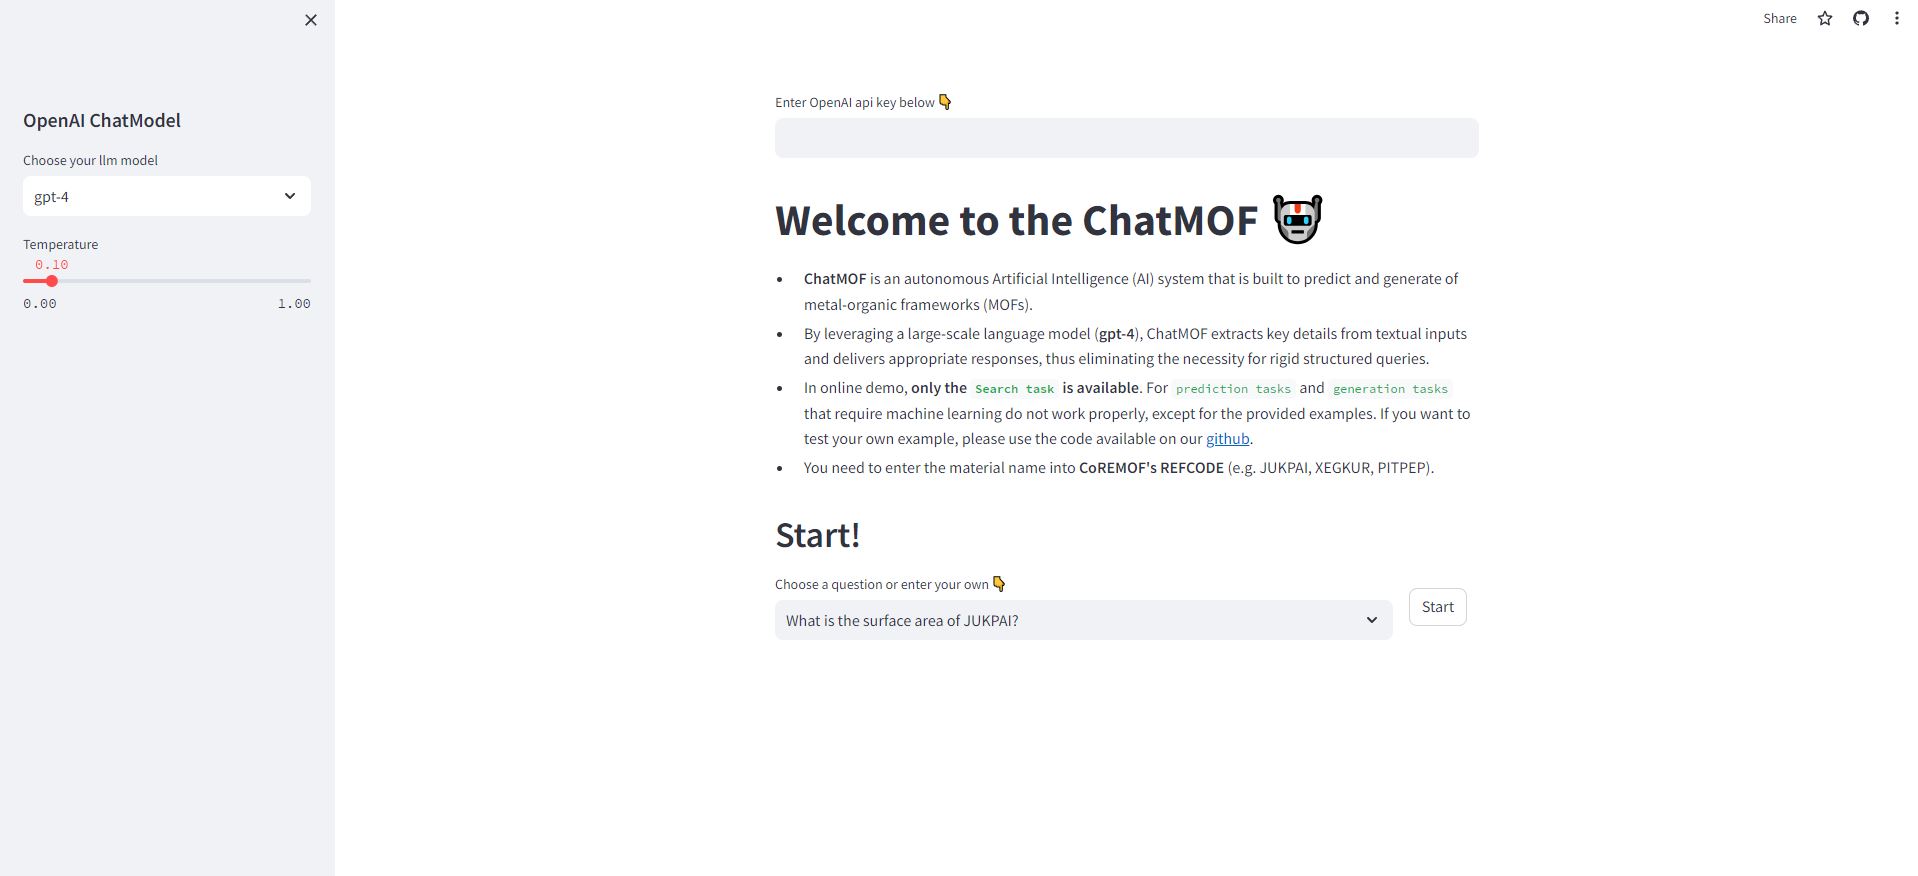 Share
OpenAI ChatModel
Choose your llm model
gpt-4
Temperature
0.10
0.00 1.00
Enter OpenAI api key below 👇
Welcome to the ChatMOF 🤖
• ChatMOF is an autonomous Artificial Intelligence (AI) system that is built to predict and generate of
metal-organic frameworks (MOFs).
• By leveraging a large-scale language model (gpt-4), ChatMOF extracts key details from textual inputs
and delivers appropriate responses, thus eliminating the necessity for rigid structured queries.
• In online demo, only the Search task is available. For prediction tasks and generation tasks
that require machine learning do not work properly, except for the provided examples. If you want to
test your own example, please use the code available on our github.
• You need to enter the material name into CoREMOF's REFCODE (e.g. JUKPAI, XEGKUR, PITPEP).
Start!
Choose a question or enter your own 👇
What is the surface area of JUKPAI?
Start